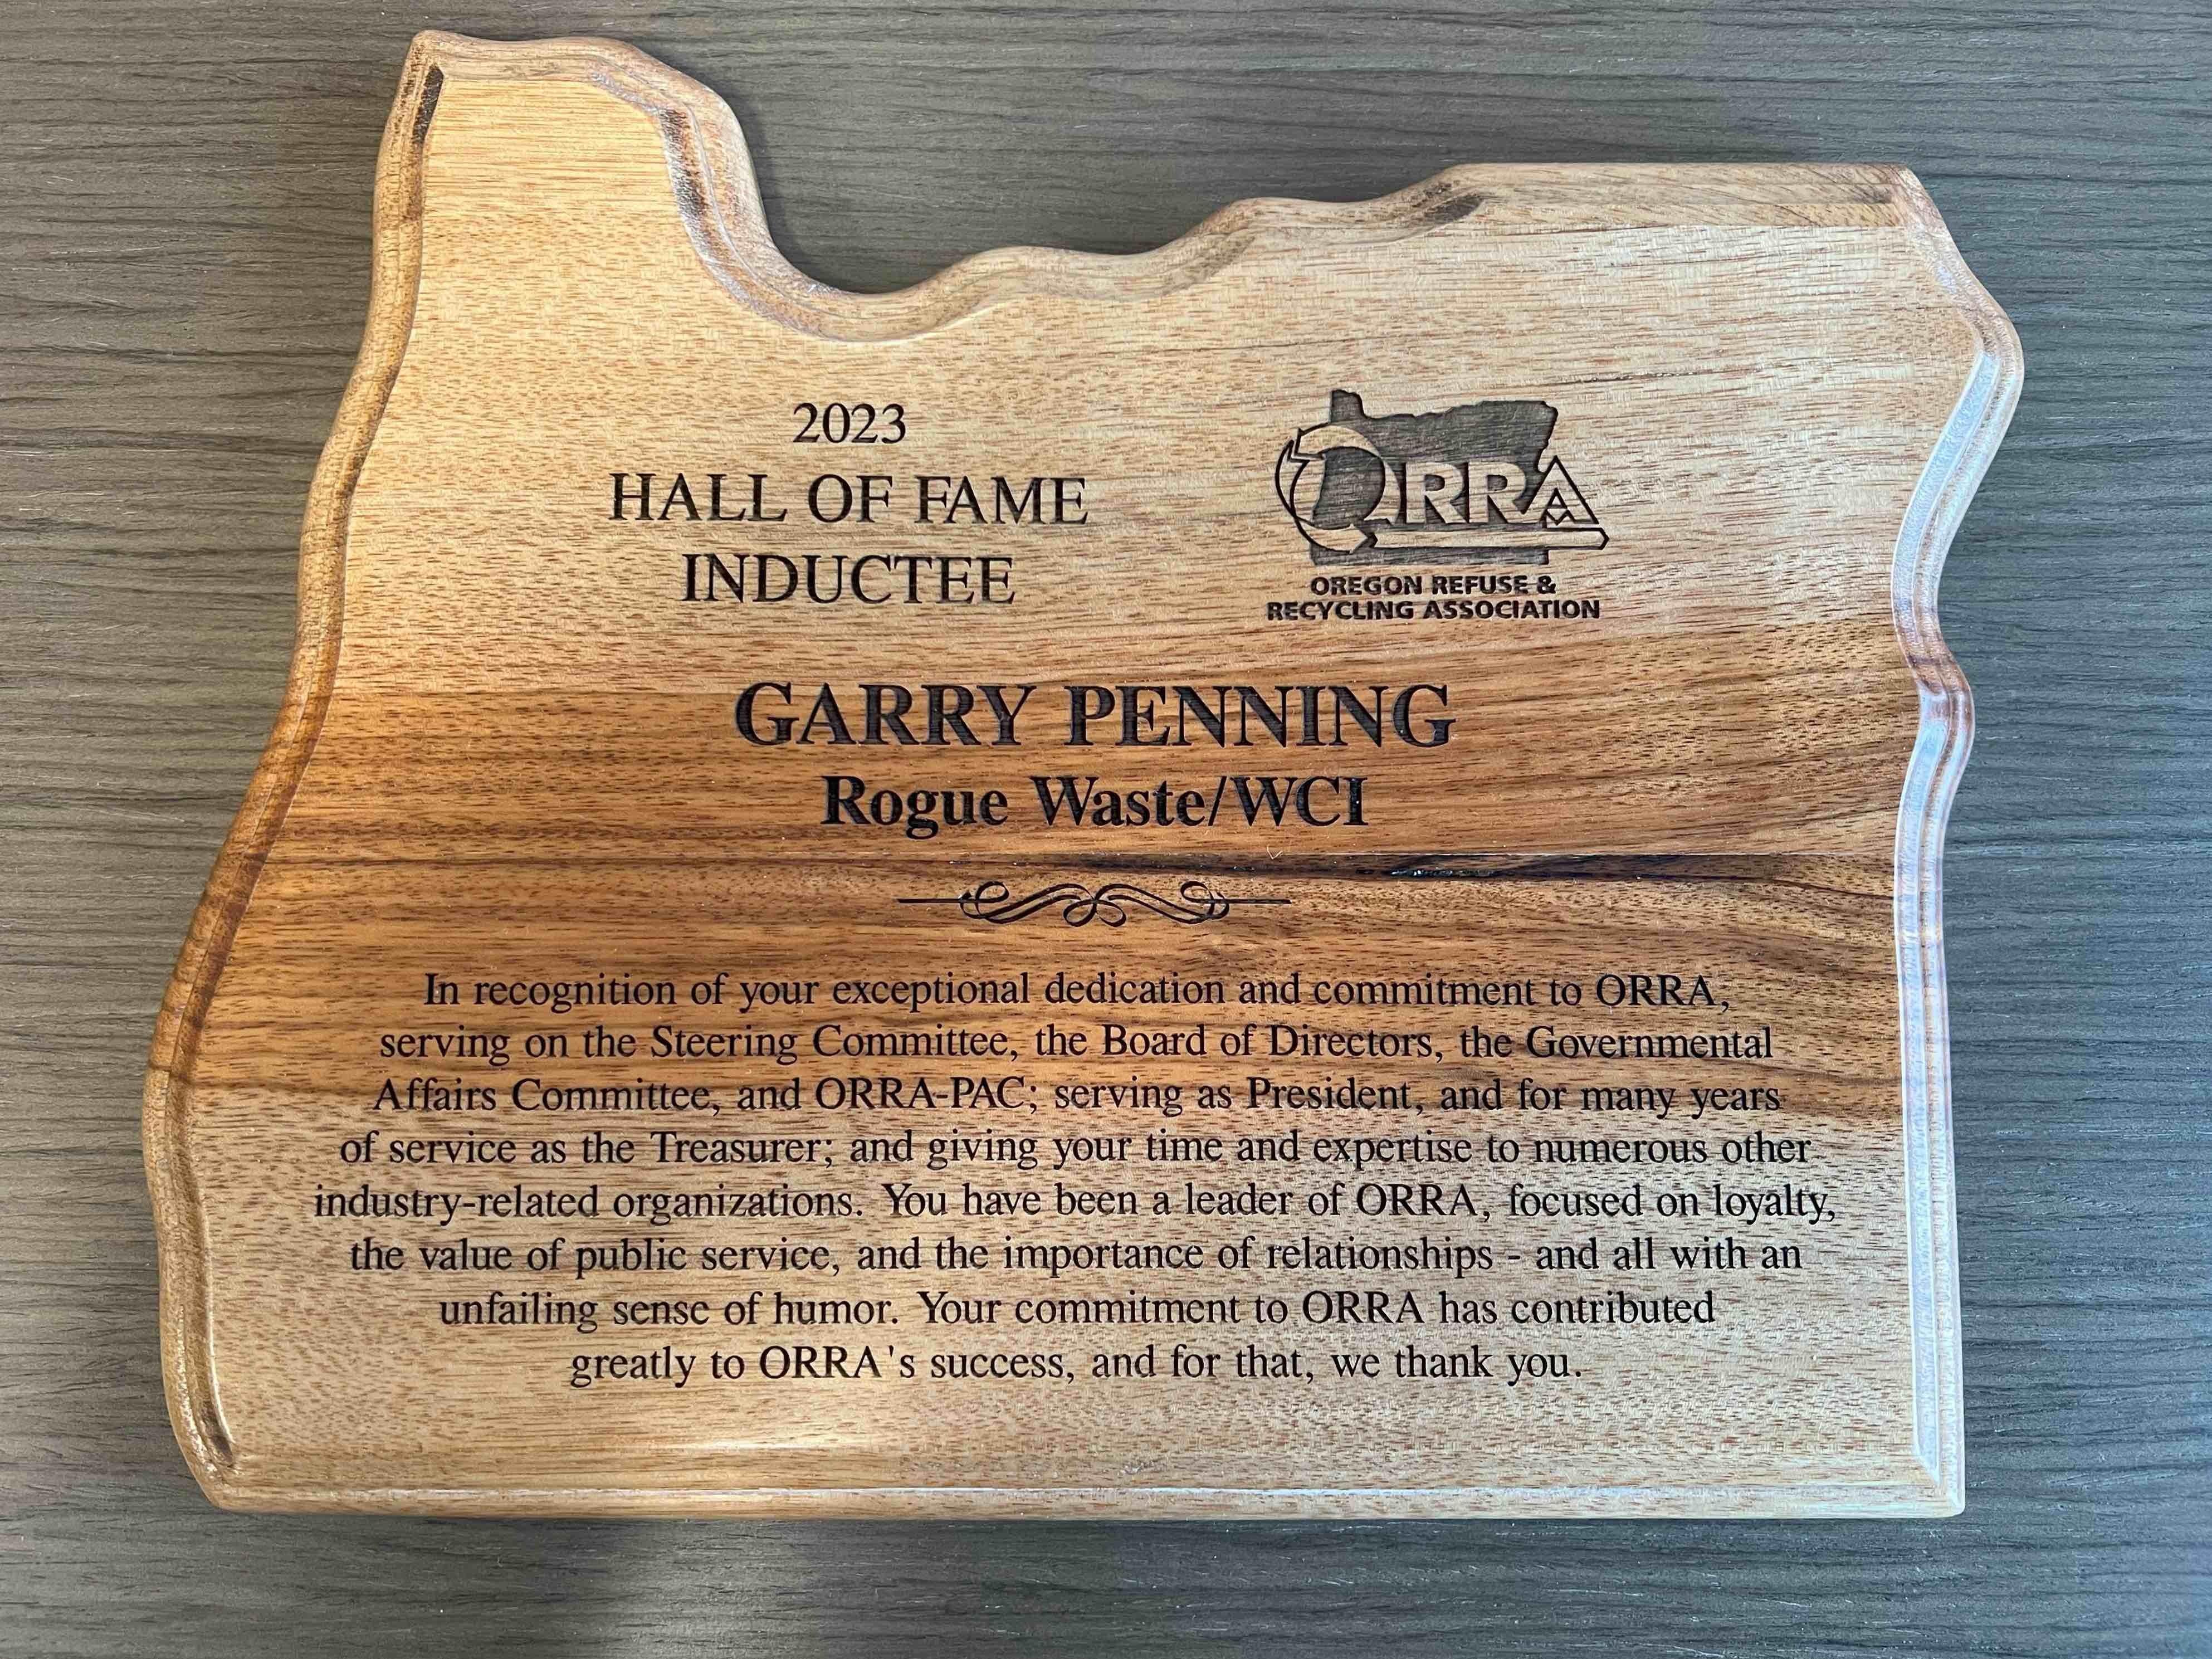 2023
HALL OF FAME
INDUCTEE
ORRA
OREGON REFUSE &
RECYCLING ASSOCIATION
GARRY PENNING
Rogue Waste/WCI
In recognition of your exceptional dedication and commitment to ORRA,
serving on the Steering Committee, the Board of Directors, the Governmental
Affairs Committee, and ORRA-PAC; serving as President, and for many years
of service as the Treasurer; and giving your time and expertise to numerous other
industry-related organizations. You have been a leader of ORRA, focused on loyalty,
the value of public service, and the importance of relationships - and all with an
unfailing sense of humor. Your commitment to ORRA has contributed
greatly to ORRA's success, and for that, we thank you.